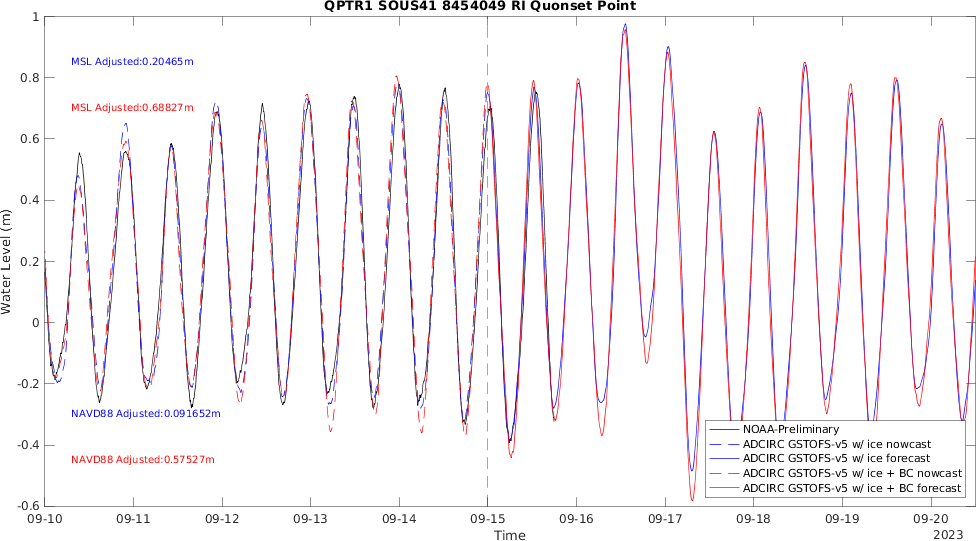 QPTR1 SOUS41 8454049 RI Quonset Point
1
0.8
0.6
0.4
0.2
0
-0.2
-0.4
-0.6
Water Level (m)
MSL Adjusted:0.20465m
MSL Adjusted:0.68827m
NAVD88 Adjusted:0.091652m
NAVD88 Adjusted:0.57527m
NOAA-Preliminary
ADCIRC GSTOFS-v5 w/ ice nowcast
ADCIRC GSTOFS-v5 w/ ice forecast
ADCIRC GSTOFS-v5 w/ ice + BC nowcast
ADCIRC GSTOFS-v5 w/ ice + BC forecast
09-10 09-11 09-12 09-13 09-14 09-15 09-16 09-17 09-18 09-19 09-20
Time
2023